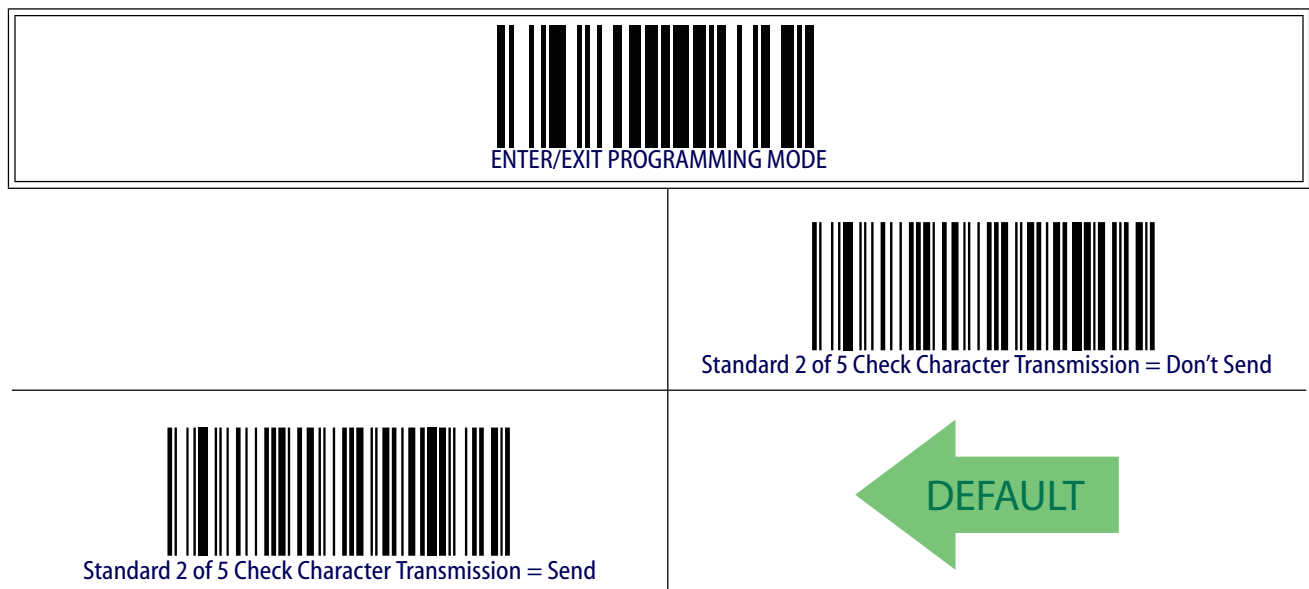 ENTER/EXIT PROGRAMMING MODE
Standard 2 of 5 Check Character Transmission = Don’t Send
Standard 2 of 5 Check Character Transmission = Send
DEFAULT